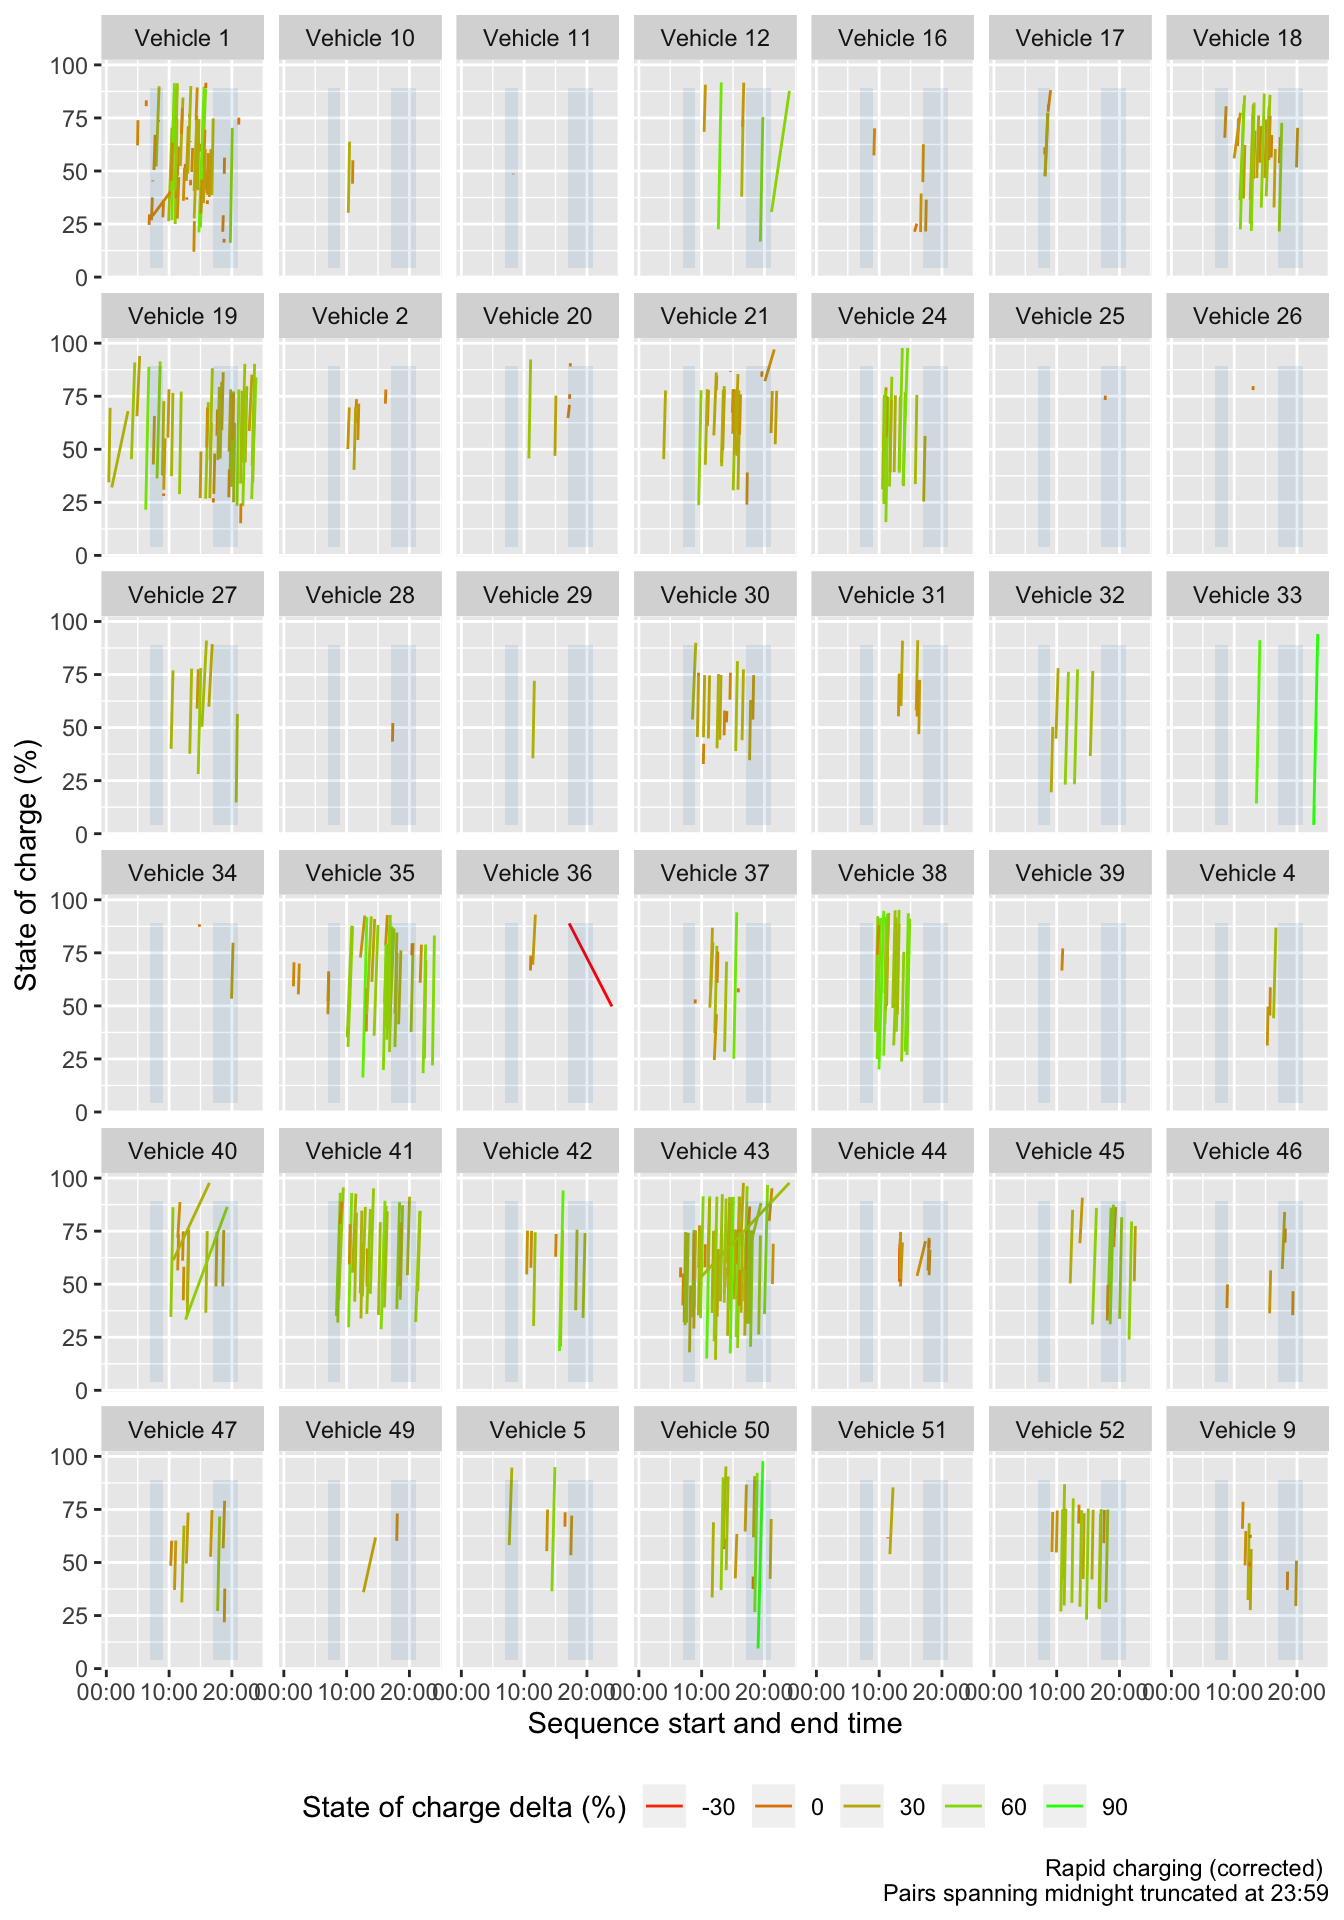 Vehicle 1 Vehicle 10 Vehicle 11 Vehicle 12 Vehicle 16 Vehicle 17 Vehicle 18
100
75
50
25
0
Vehicle 19 Vehicle 2 Vehicle 20 Vehicle 21 Vehicle 24 Vehicle 25 Vehicle 26
100
75
50
25
0
Vehicle 27 Vehicle 28 Vehicle 29 Vehicle 30 Vehicle 31 Vehicle 32 Vehicle 33
100
75
50
25
0
State of charge (%)
Vehicle 34 Vehicle 35 Vehicle 36 Vehicle 37 Vehicle 38 Vehicle 39 Vehicle 4
100
75
50
25
0
Vehicle 40 Vehicle 41 Vehicle 42 Vehicle 43 Vehicle 44 Vehicle 45 Vehicle 46
100
75
50
25
0
Vehicle 47 Vehicle 49 Vehicle 5 Vehicle 50 Vehicle 51 Vehicle 52 Vehicle 9
100
75
50
25
0
00:00 10:00 20:00 00:00 10:00 20:00 00:00 10:00 20:00 00:00 10:00 20:00 00:00 10:00 20:00 00:00 10:00 20:00 00:00 10:00 20:00
Sequence start and end time
State of charge delta (%) -30 0 30 60 90
Rapid charging (corrected)
Pairs spanning midnight truncated at 23:59